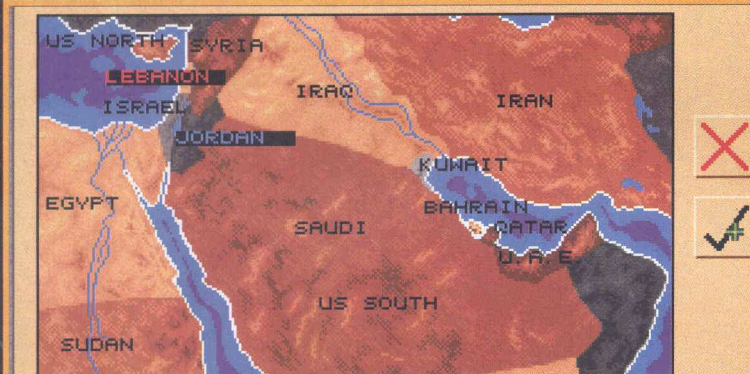 US NORTH
SYRIA
LEBANON
IRAQ
IRAN
ISRAEL
JORDAN
KUWAIT
EGYPT
BAHRAIN
SAUDI
QATAR
U.A.E
US SOUTH
SUDAN